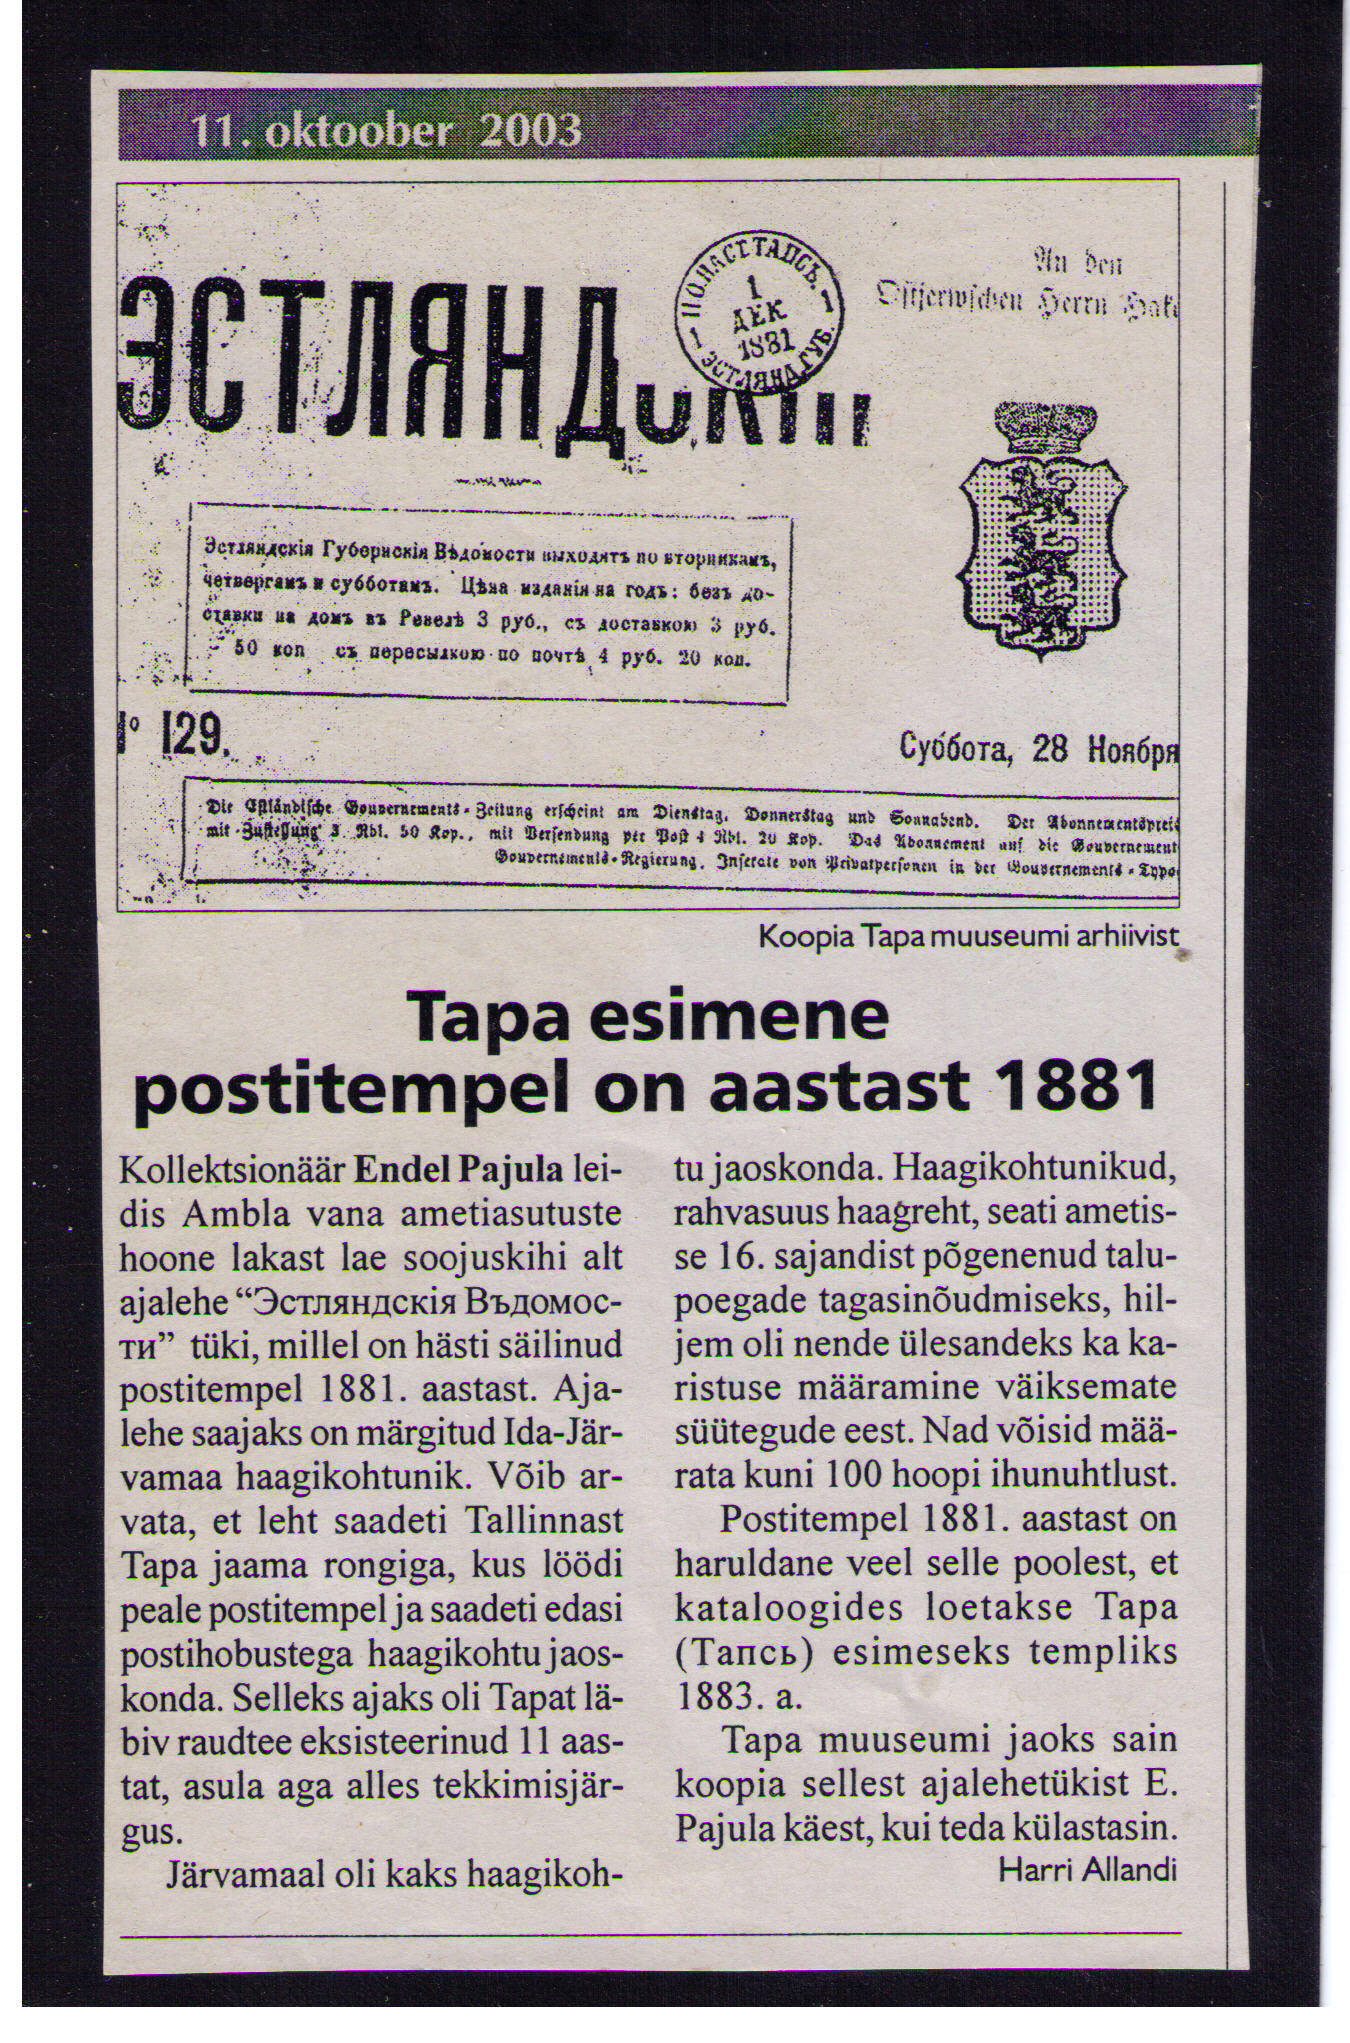 11. oktoober 2003
ПО.ЧАСТ ТАПСЪ.
1
ДЕК
1881
1 ЭСТЛЯНД. ГУБ. 1
An den
Herrn Hake
ЭСТЛЯНДСКІЯ
Эстляндскія Губернскія Вѣдомости выходятъ по вторникамъ,
четвергамъ и субботамъ. Цѣна изданія на годъ: безъ до-
ставки на домъ въ Ревелѣ 3 руб., съ доставкою 3 руб.
50 коп съ пересылкою по почтѣ 4 руб. 20 коп.
№ 129.
Суббота, 28 Ноября
Die Estländische Gouvernements-Zeitung erscheint am Dienstag, Donnerstag und Sonnabend. Der Abonnementspreis
mit Zustellung 3 Rbl. 50 Kop., mit Versendung per Post 4 Rbl. 20 Kop. Das Abonnement auf die Gouvernement
Gouvernements-Regierung. Inserate von Privatpersonen in der Gouvernements-Typo
Koopia Tapa muuseumi arhiivist
Tapa esimene
postitempel on aastast 1881
Kollektsionäär Endel Pajula lei-
dis Ambla vana ametiasutuste
hoone lakast lae soojuskihi alt
ajalehe “Эстляндскія Въдомос-
ти” tüki, millel on hästi säilinud
postitempel 1881. aastast. Aja-
lehe saajaks on märgitud Ida-Jär-
vamaa haagikohtunik. Võib ar-
vata, et leht saadeti Tallinnast
Tapa jaama rongiga, kus löödi
peale postitempel ja saadeti edasi
postihobustega haagikohtu jaos-
konda. Selleks ajaks oli Tapat lä-
biv raudtee eksisteerinud 11 aas-
tat, asula aga alles tekkimisjär-
gus.
Järvamaal oli kaks haagikoh-
tu jaoskonda. Haagikohtunikud,
rahvasuus haagreht, seati ametis-
se 16. sajandist põgenenud talu-
poegade tagasinõudmiseks, hil-
jem oli nende ülesandeks ka ka-
ristuse määramine väiksemate
süütegude eest. Nad võisid mää-
rata kuni 100 hoopi ihunuhtlust.
Postitempel 1881. aastast on
haruldane veel selle poolest, et
kataloogides loetakse Tapa
(Тапсь) esimeseks templiks
1883. a.
Tapa muuseumi jaoks sain
koopia sellest ajalehetükist E.
Pajula käest, kui teda külastasin.
Harri Allandi